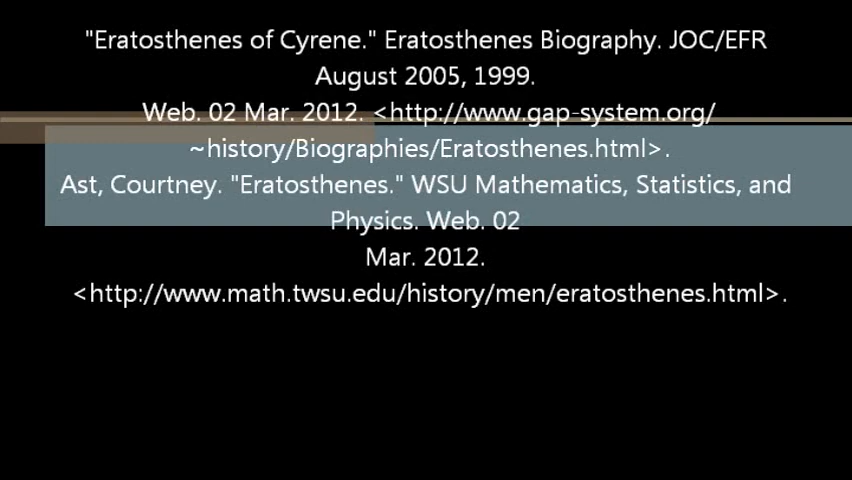 "Eratosthenes of Cyrene." Eratosthenes Biography. JOC/EFR
August 2005, 1999.
Web. 02 Mar. 2012. <http://www.gap-system.org/
~history/Biographies/Eratosthenes.html>.
Ast, Courtney. "Eratosthenes." WSU Mathematics, Statistics, and
Physics. Web. 02
Mar. 2012.
<http://www.math.twsu.edu/history/men/eratosthenes.html>.